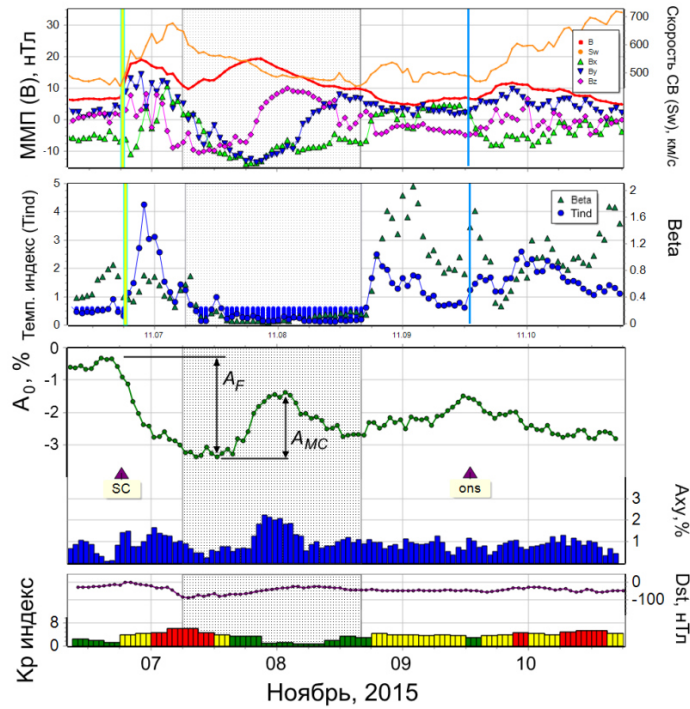 ММП (B), нТл
30
20
10
0
-10
700
600
500
Скорость СВ (Sw), км/с
B
Sw
Bx
By
Bz
Темп. индекс (Tind)
5
4
3
2
1
0
2
1.6
1.2
0.8
0.4
0
Beta
Beta
Tind
11.07
11.08
11.09
11.10
A0, %
0
-1
-2
-3
AF
AMC
SC
ons
3
2
1
Axy,%
Kp индекс
8
0
0
-100
Dst, нТл
07
08
09
10
Ноябрь, 2015